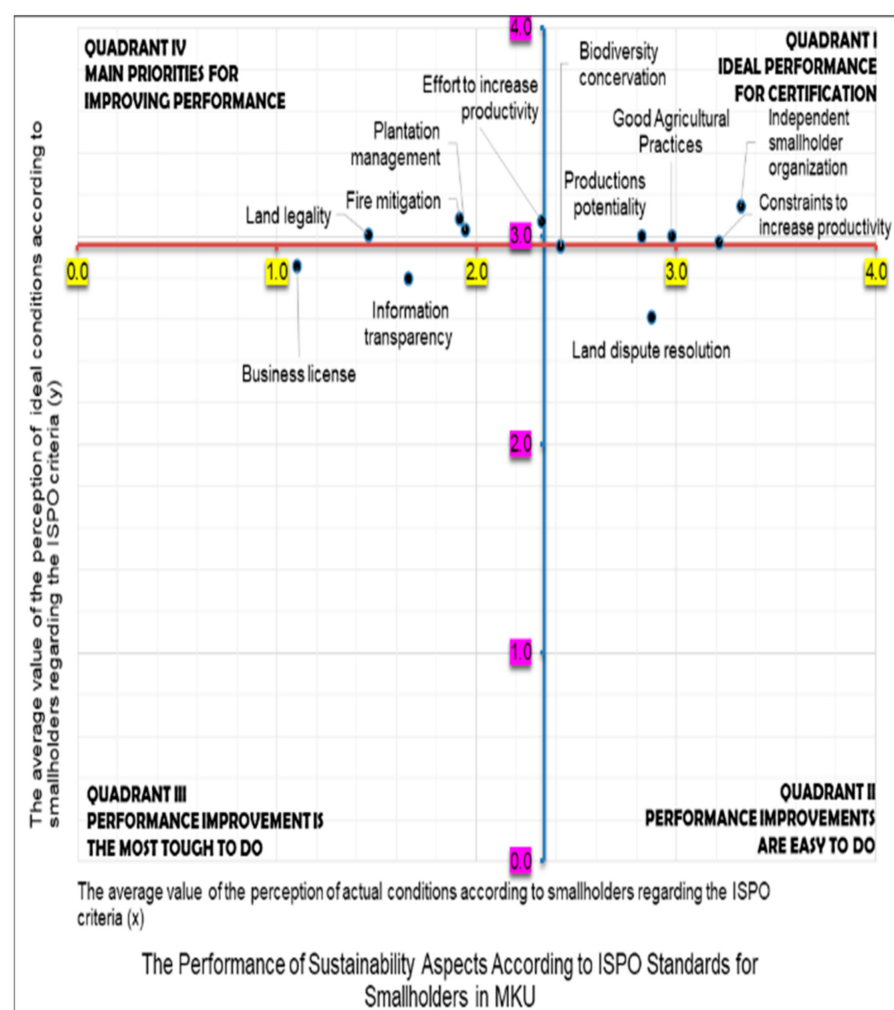 4.0
QUADRANT IV
MAIN PRIORITIES FOR
IMPROVING PERFORMANCE
QUADRANT I
IDEAL PERFORMANCE
FOR CERTIFICATION
Biodiversity
concervation
Effort to increase
productivity
Good Agricultural
Practices
Independent
smallholder
organization
Plantation
management
Productions
potentiality
Constraints to
increase productivity
Fire mitigation
Land legality
3.0
0.0
1.0
2.0
3.0
4.0
Information
transparency
Business license
Land dispute resolution
2.0
1.0
0.0
QUADRANT III
PERFORMANCE IMPROVEMENT IS
THE MOST TOUGH TO DO
QUADRANT II
PERFORMANCE IMPROVEMENTS
ARE EASY TO DO
The average value of the perception of ideal conditions according to
smallholders regarding the ISPO criteria (y)
The average value of the perception of actual conditions according to smallholders regarding the ISPO
criteria (x)
The Performance of Sustainability Aspects According to ISPO Standards for
Smallholders in MKU